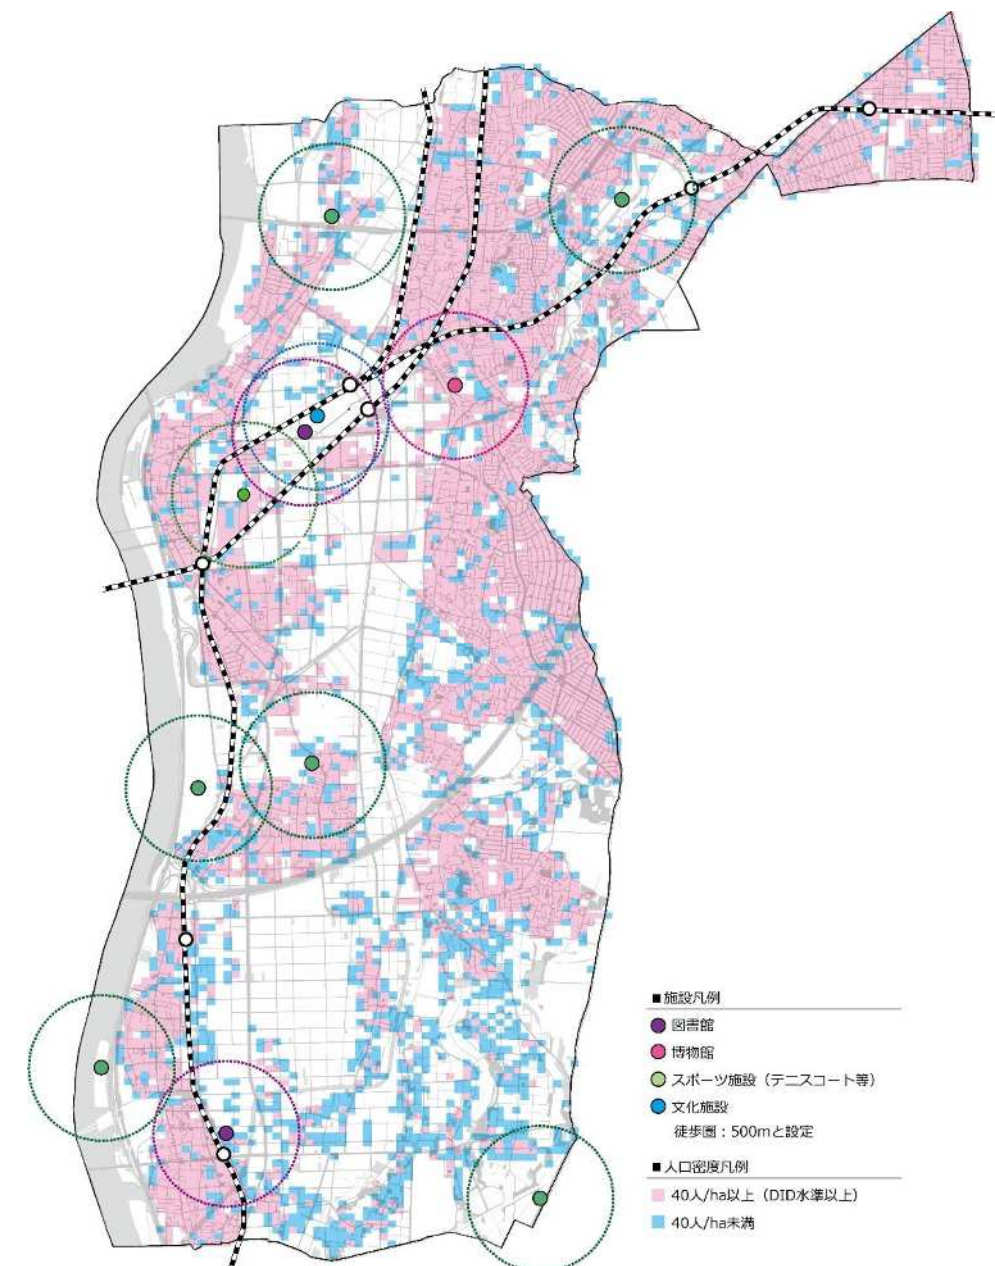 ■施設凡例
図書館
博物館
スポーツ施設（テニスコート等）
文化施設
徒歩圏：500mと設定
■人口密度凡例
40人/ha以上（DID水準以上）
40人/ha未満